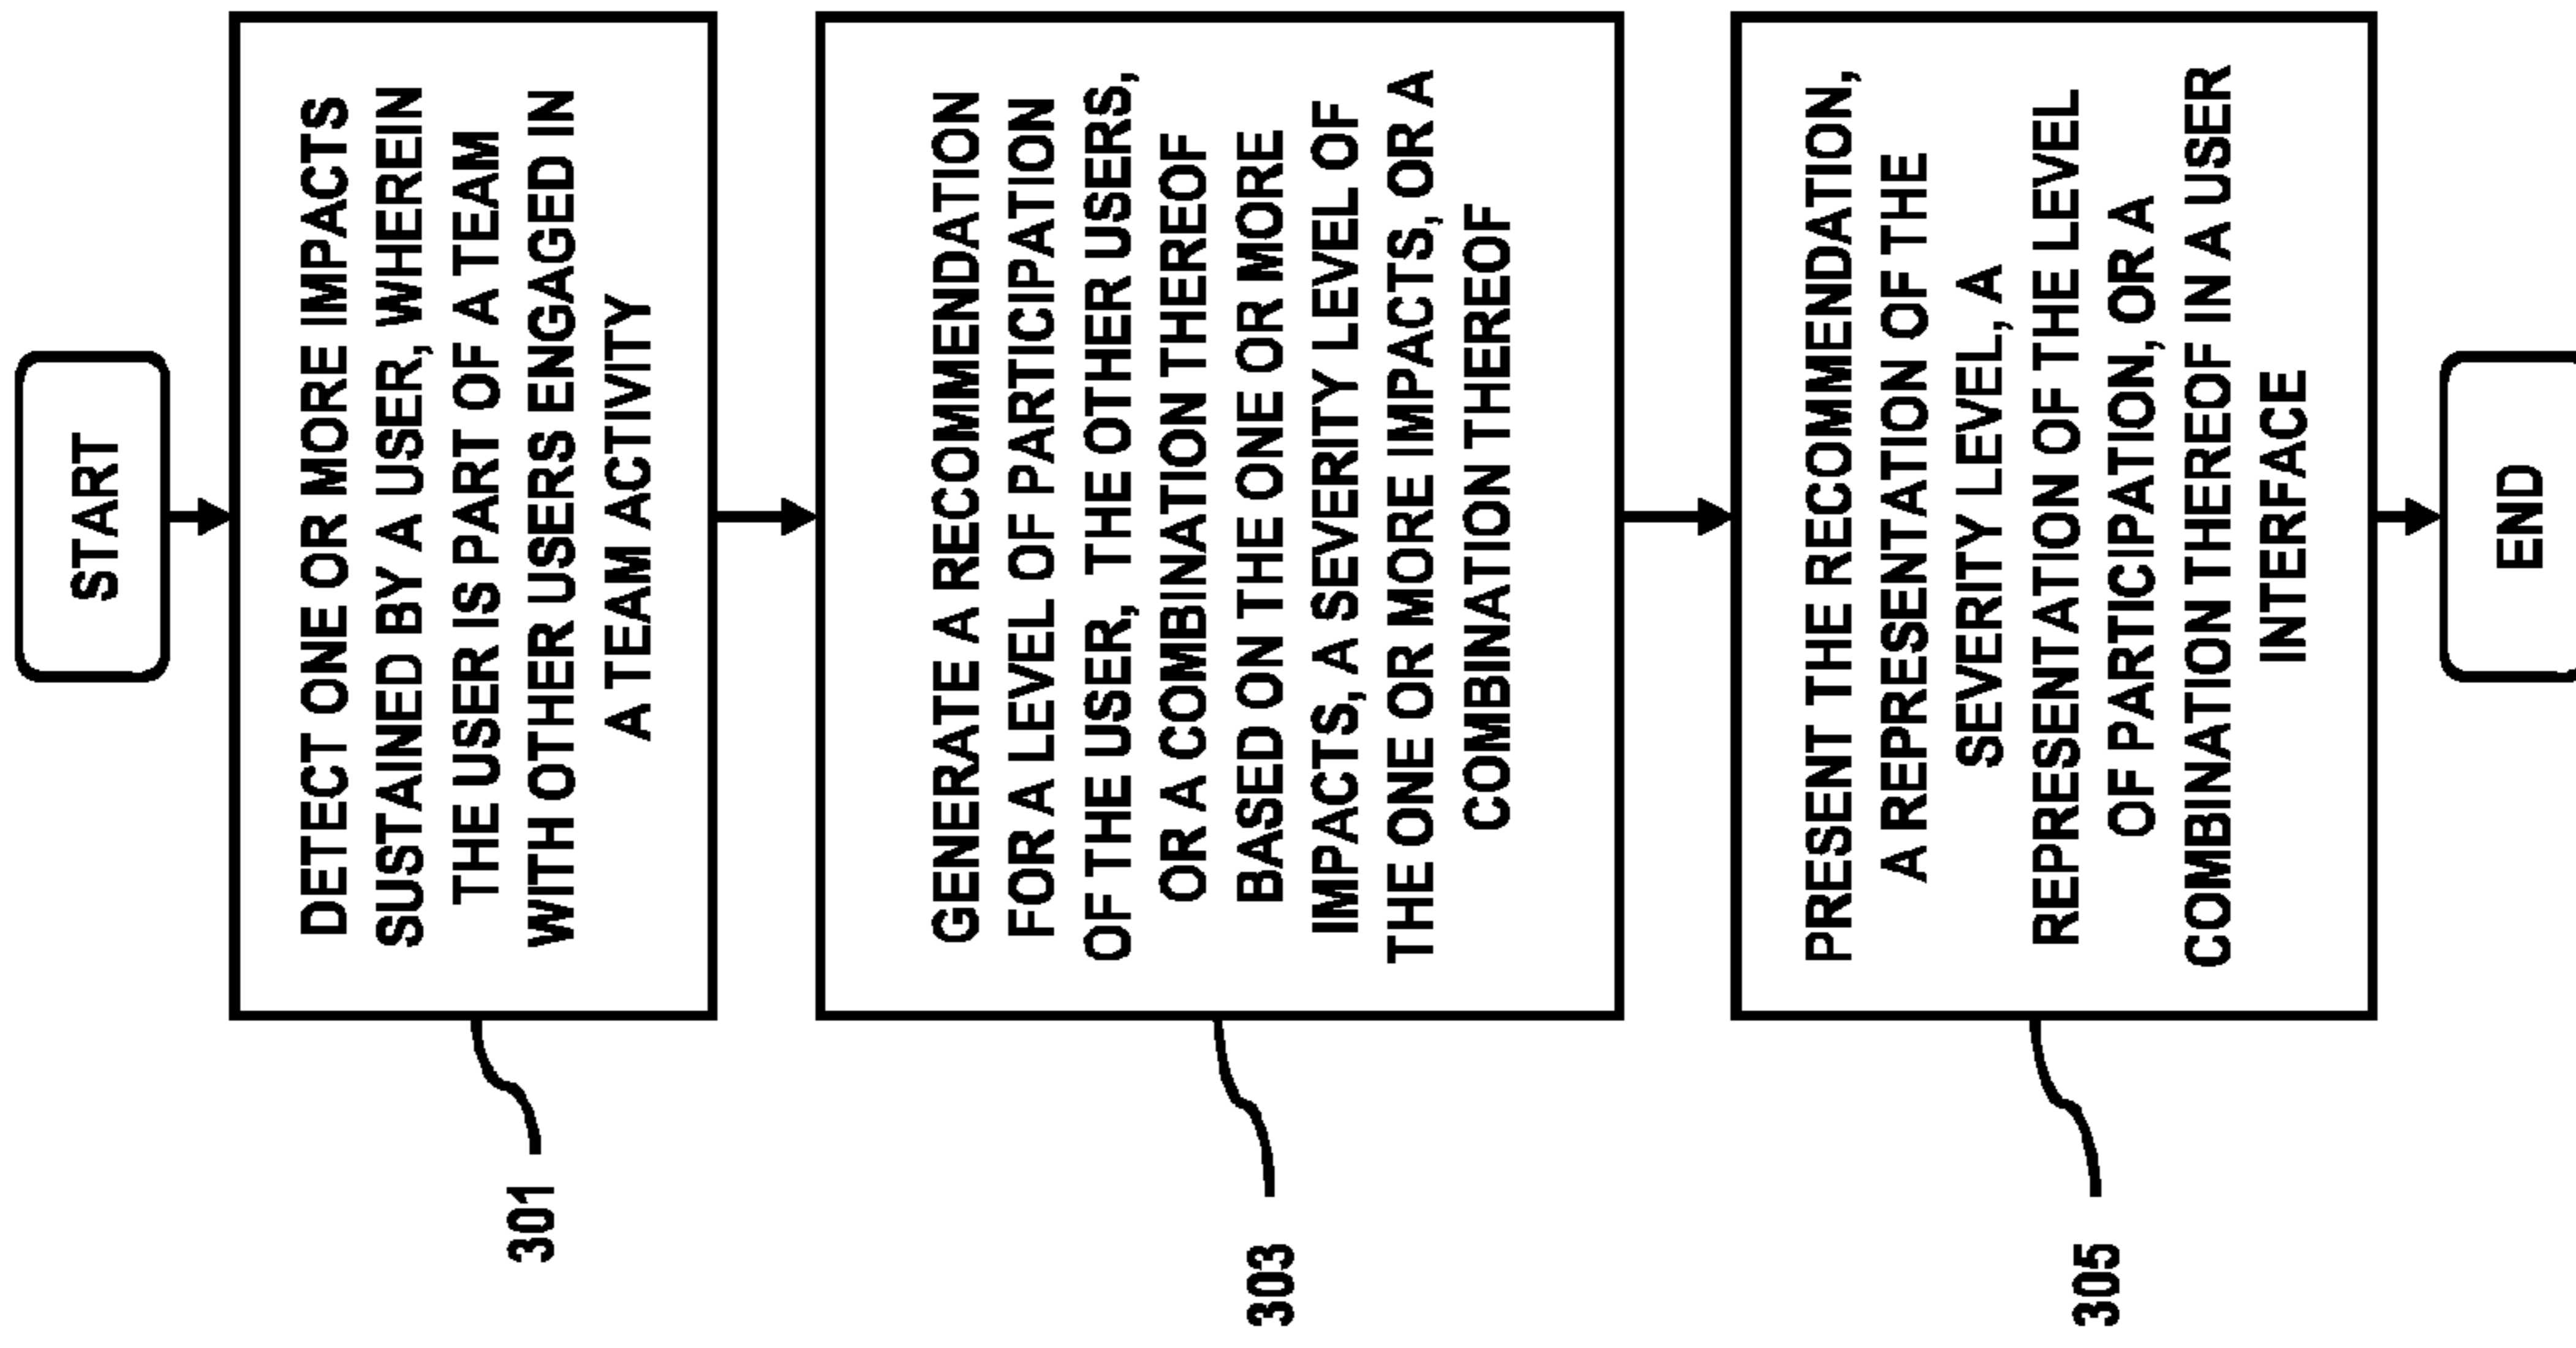 START
DETECT ONE OR MORE IMPACTS
SUSTAINED BY A USER, WHEREIN
THE USER IS PART OF A TEAM
WITH OTHER USERS ENGAGED IN
A TEAM ACTIVITY
301
GENERATE A RECOMMENDATION
FOR A LEVEL OF PARTICIPATION
OF THE USER, THE OTHER USERS,
OR A COMBINATION THEREOF
BASED ON THE ONE OR MORE
IMPACTS, A SEVERITY LEVEL OF
THE ONE OR MORE IMPACTS, OR A
COMBINATION THEREOF
303
PRESENT THE RECOMMENDATION,
A REPRESENTATION OF THE
SEVERITY LEVEL, A
REPRESENTATION OF THE LEVEL
OF PARTICIPATION, OR A
COMBINATION THEREOF IN A USER
INTERFACE
305
END